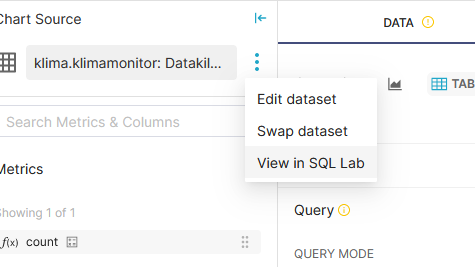 Chart Source
DATA
klima.klimamonitor: Datakil...
TAB
Edit dataset
Swap dataset
View in SQL Lab
Search Metrics & Columns
Metrics
Showing 1 of 1
Query
f(x) count
QUERY MODE